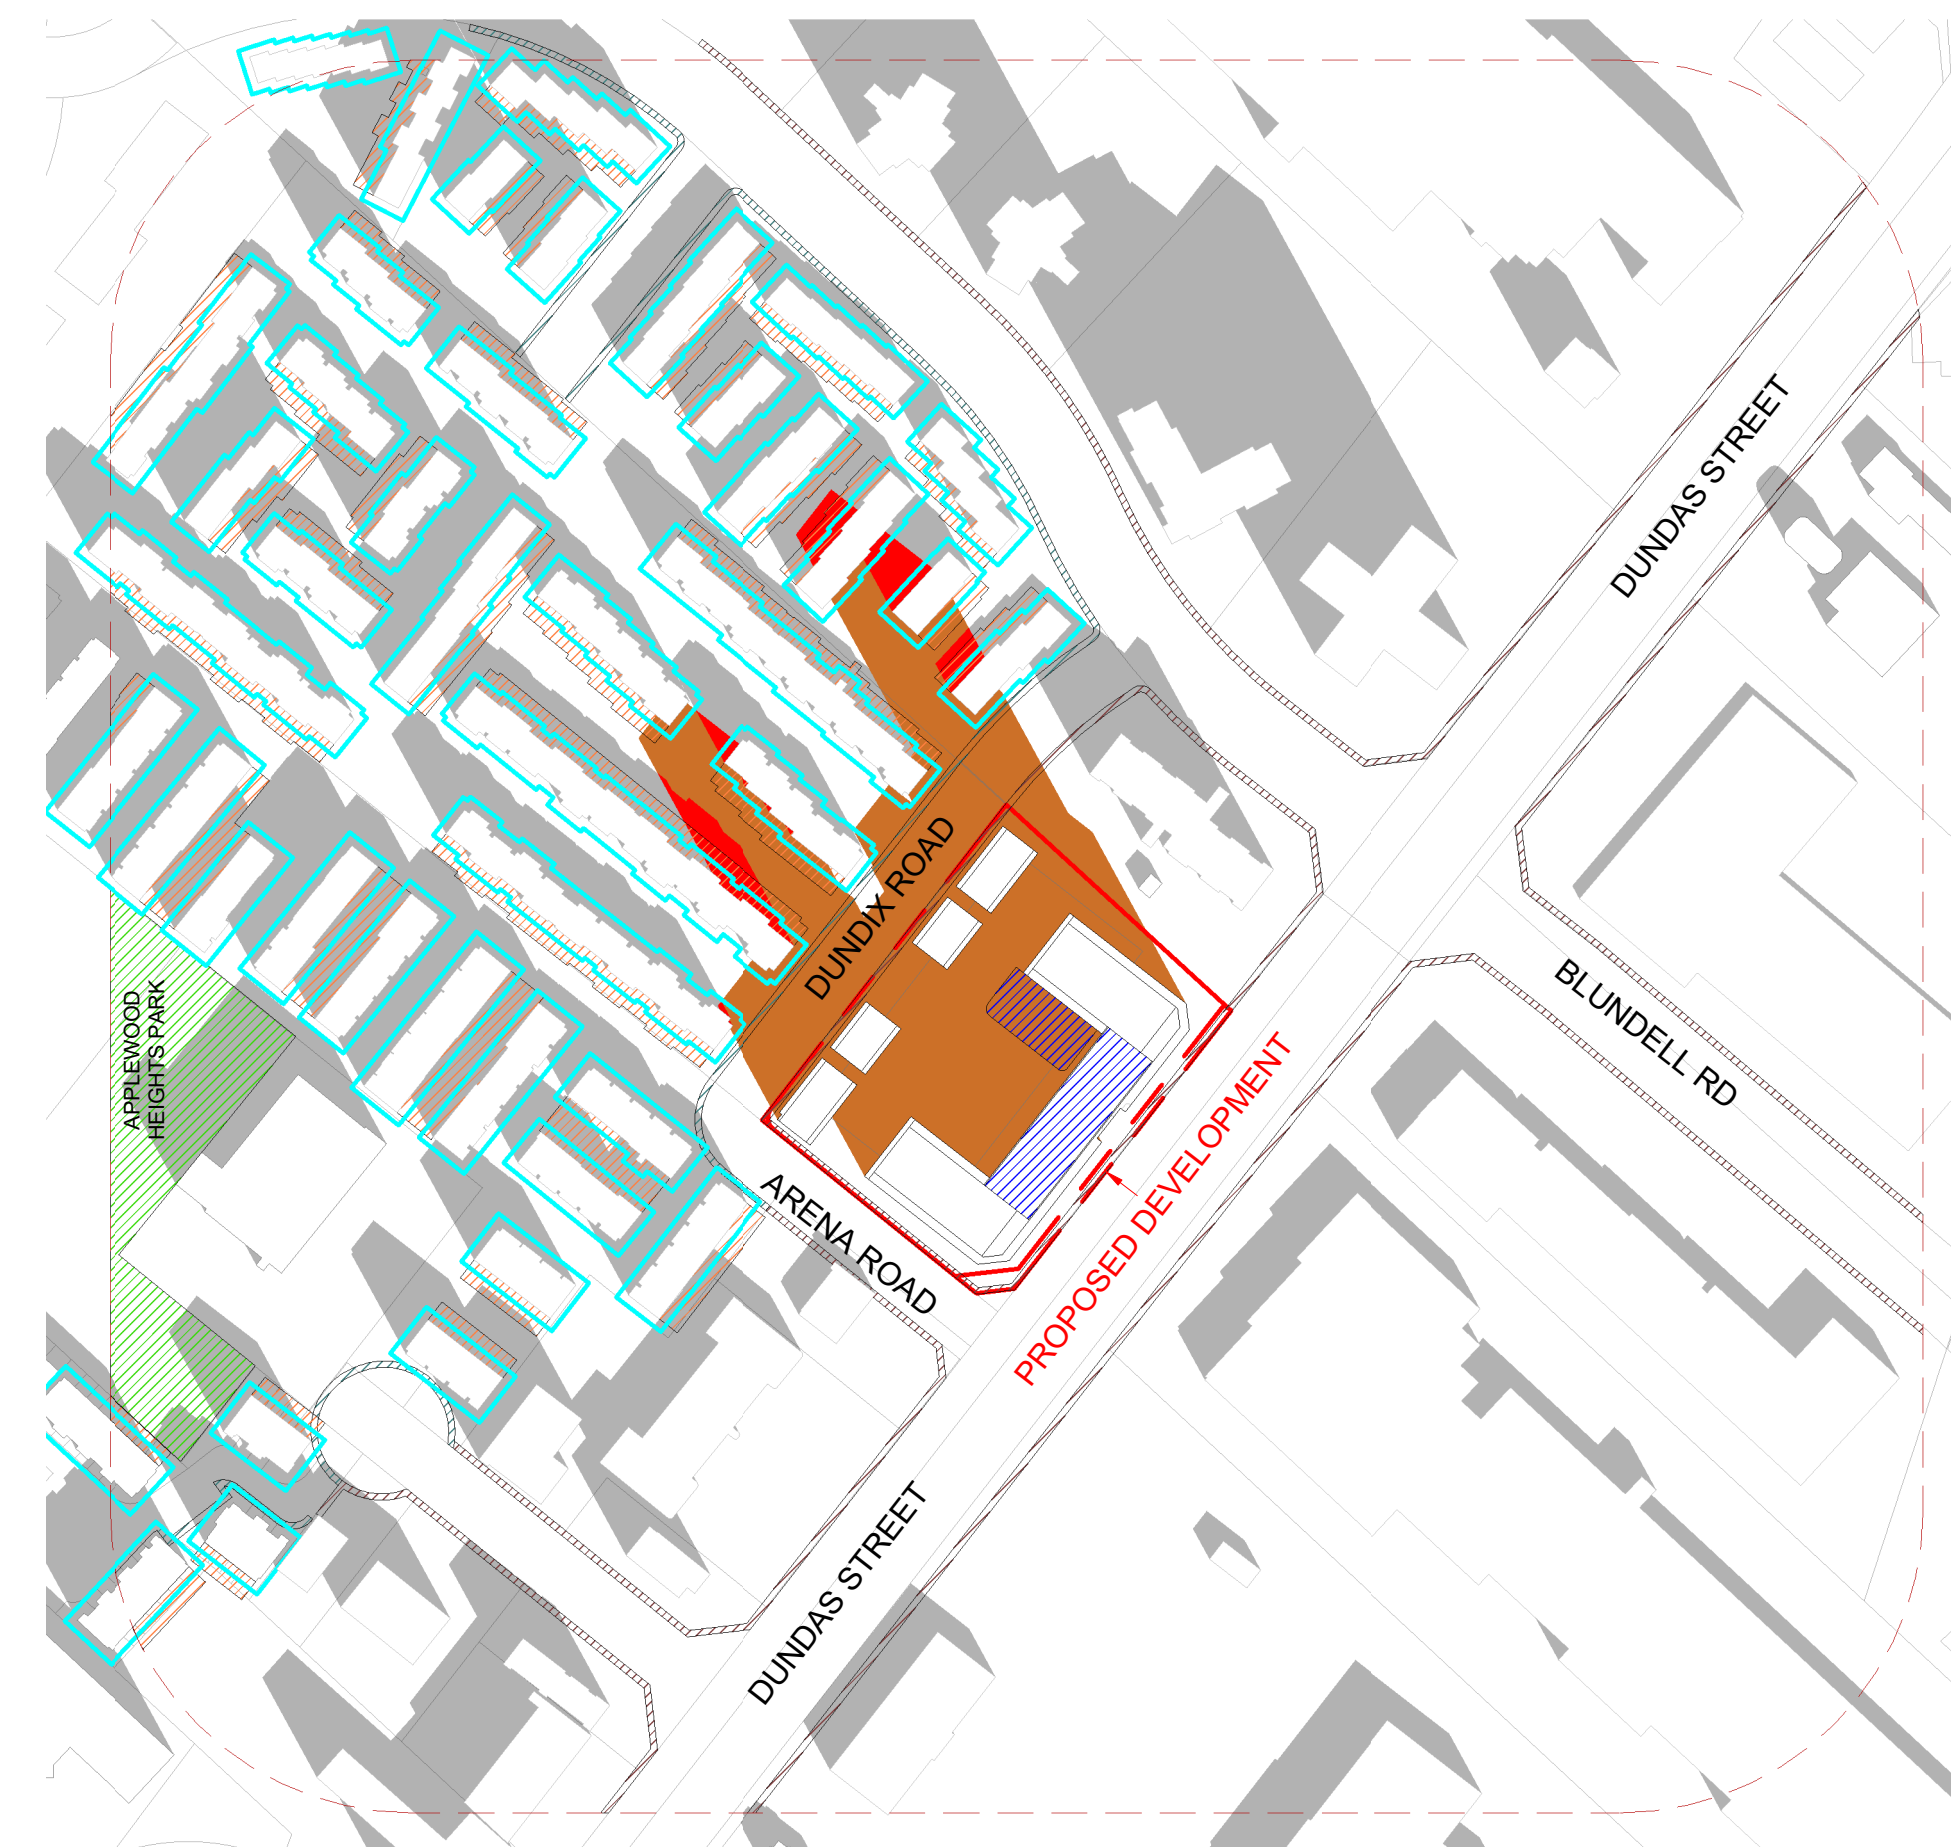 DUNDAS STREET
DUNDIX ROAD
BLUNDELL RD
APPLEWOOD
HEIGHTS PARK
PROPOSED DEVELOPMENT
ARENA ROAD
DUNDAS STREET